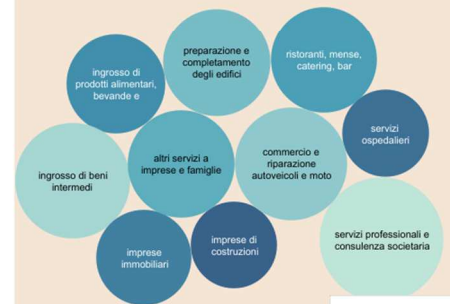 preparazione e
completamento
degli edifici
ristoranti, mense,
catering, bar
ingrosso di
prodotti alimentari,
bevande e
servizi
ospedalieri
altri servizi a
imprese e famiglie
commercio e
riparazione
autoveicoli e moto
ingrosso di beni
intermedi
servizi professionali e
consulenza societaria
imprese
immobiliari
imprese di
costruzioni